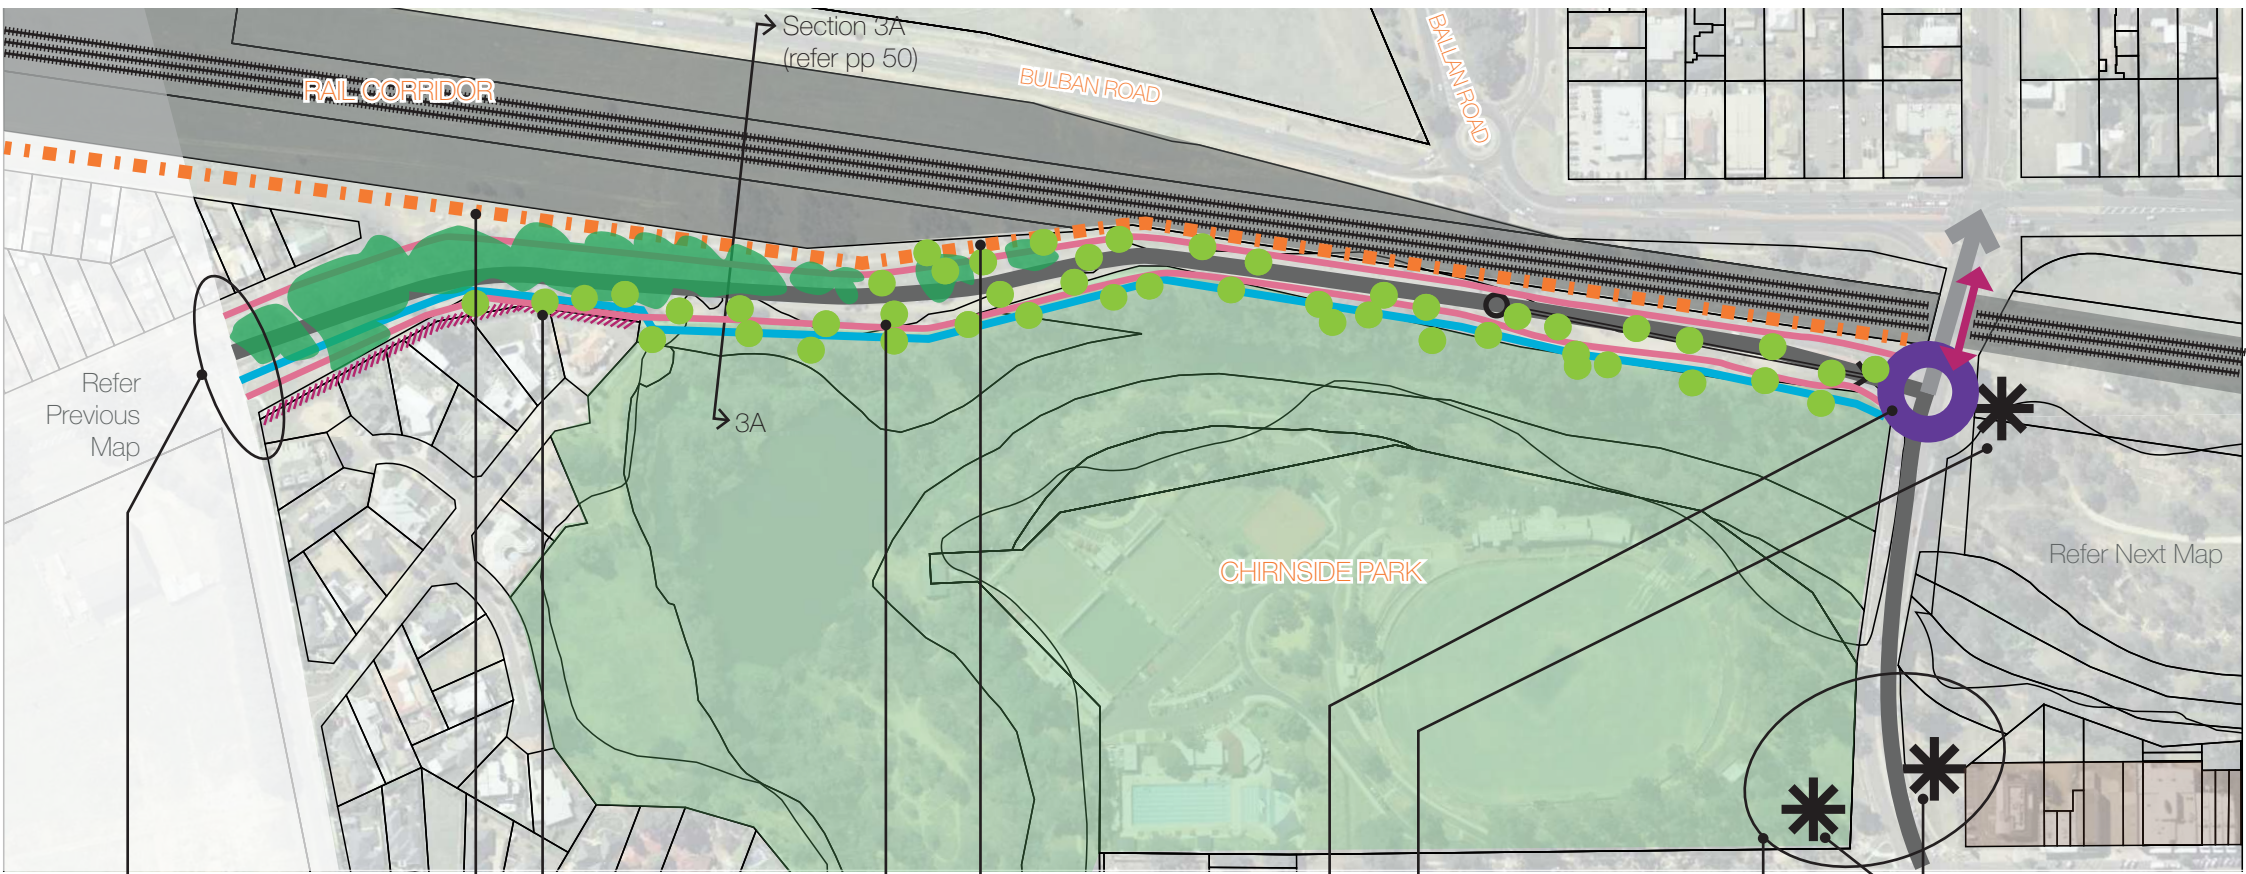 Section 3A
(refer pp 50)
RAIL CORRIDOR
BULBAN ROAD
BALLAN ROAD
Refer
Previous
Map
3A
CHIRNSIDE PARK
Refer Next Map